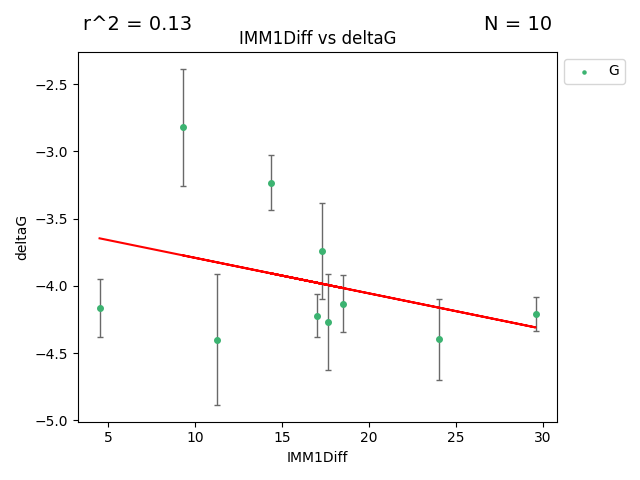 r^2 = 0.13
N = 10
IMM1Diff vs deltaG
G
−2.5
−3.0
−3.5
−4.0
−4.5
−5.0
deltaG
5 10 15 20 25 30
IMM1Diff